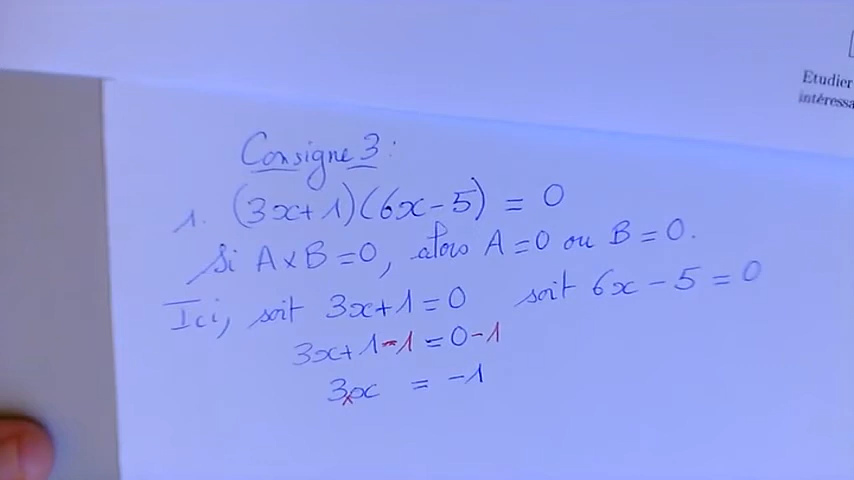 Etudier
intéressa
Consigne 3 :
1. (3x+1)(6x-5) = 0
Si A×B=0, alors A=0 ou B=0.
Ici, soit 3x+1=0 soit 6x-5=0
3x+1-1=0-1
3×x = -1